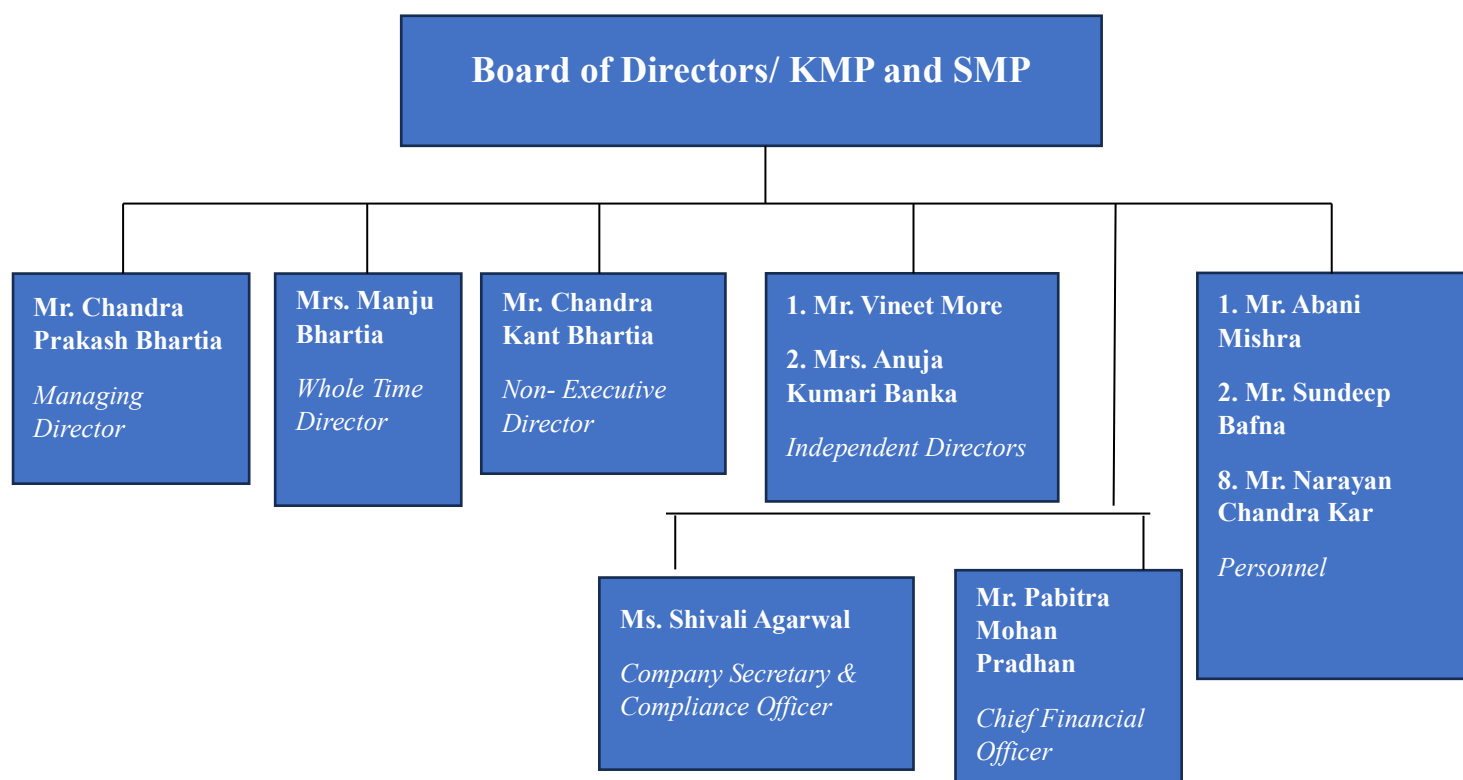 Board of Directors/ KMP and SMP
Mr. Chandra
Prakash Bhartia
Managing
Director
Mrs. Manju
Bhartia
Whole Time
Director
Mr. Chandra
Kant Bhartia
Non- Executive
Director
1. Mr. Vineet More
2. Mrs. Anuja
Kumari Banka
Independent Directors
1. Mr. Abani
Mishra
2. Mr. Sundeep
Bafna
8. Mr. Narayan
Chandra Kar
Personnel
Ms. Shivali Agarwal
Company Secretary &
Compliance Officer
Mr. Pabitra
Mohan
Pradhan
Chief Financial
Officer